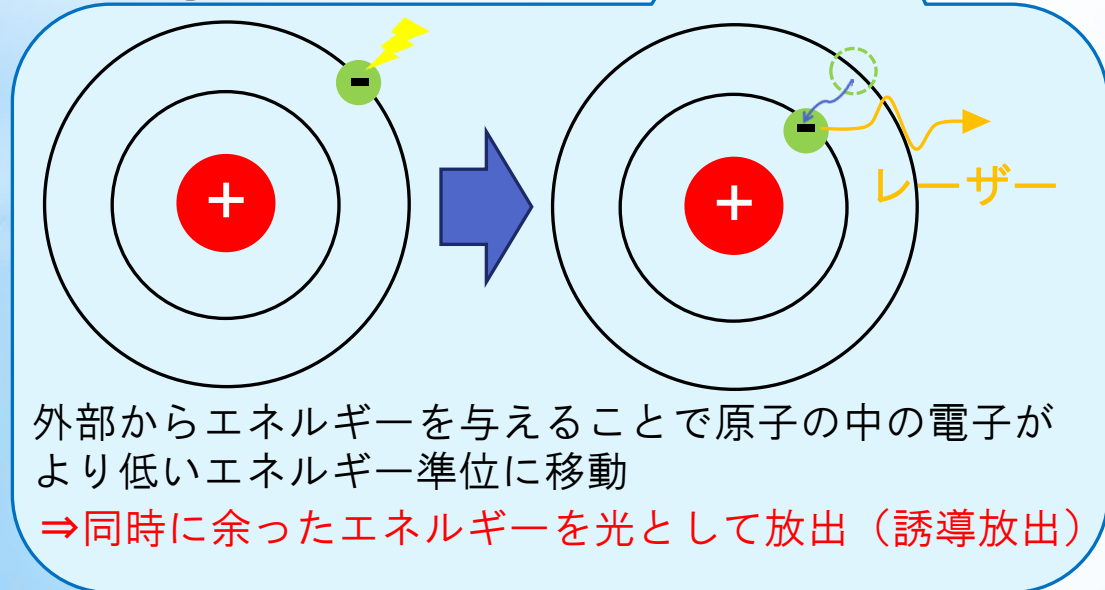 -
-
+
+
レーザー
外部からエネルギーを与えることで原子の中の電子が
より低いエネルギー準位に移動
⇒同時に余ったエネルギーを光として放出（誘導放出）